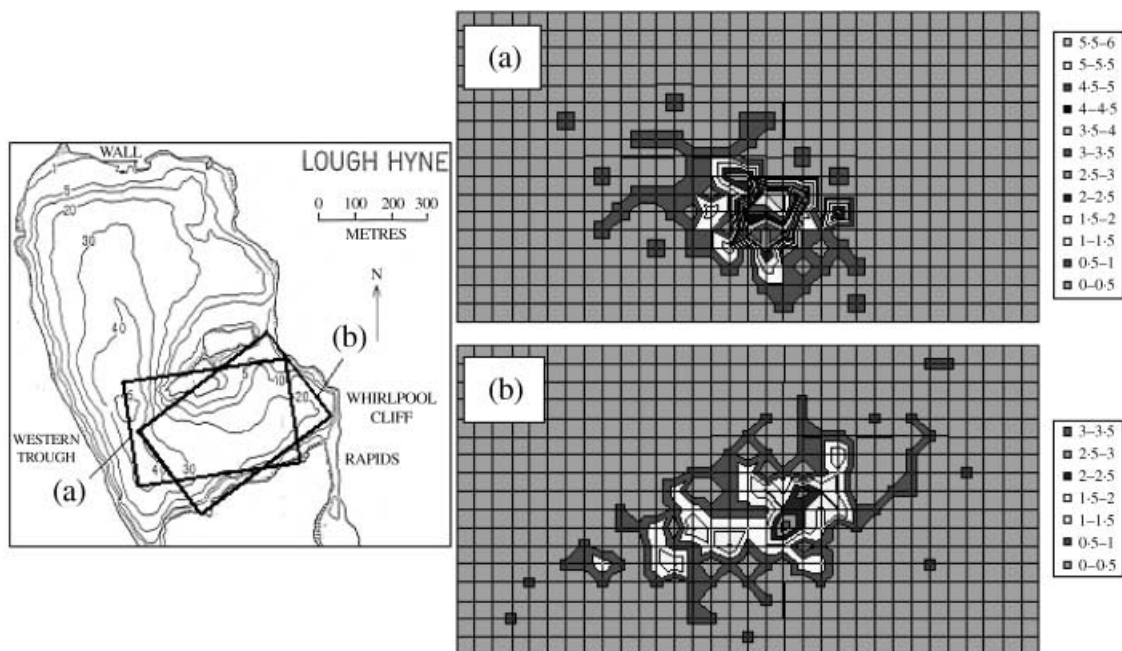 WALL
LOUGH HYNE
0 100 200 300
METRES
N
5
20
30
40
(b)
5
10
20
WHIRLPOOL
CLIFF
WESTERN
TROUGH
40
30
RAPIDS
(a)
(a)
5·5–6
5–5·5
4·5–5
4–4·5
3·5–4
3–3·5
2·5–3
2–2·5
1·5–2
1–1·5
0·5–1
0–0·5
(b)
3–3·5
2·5–3
2–2·5
1·5–2
1–1·5
0·5–1
0–0·5